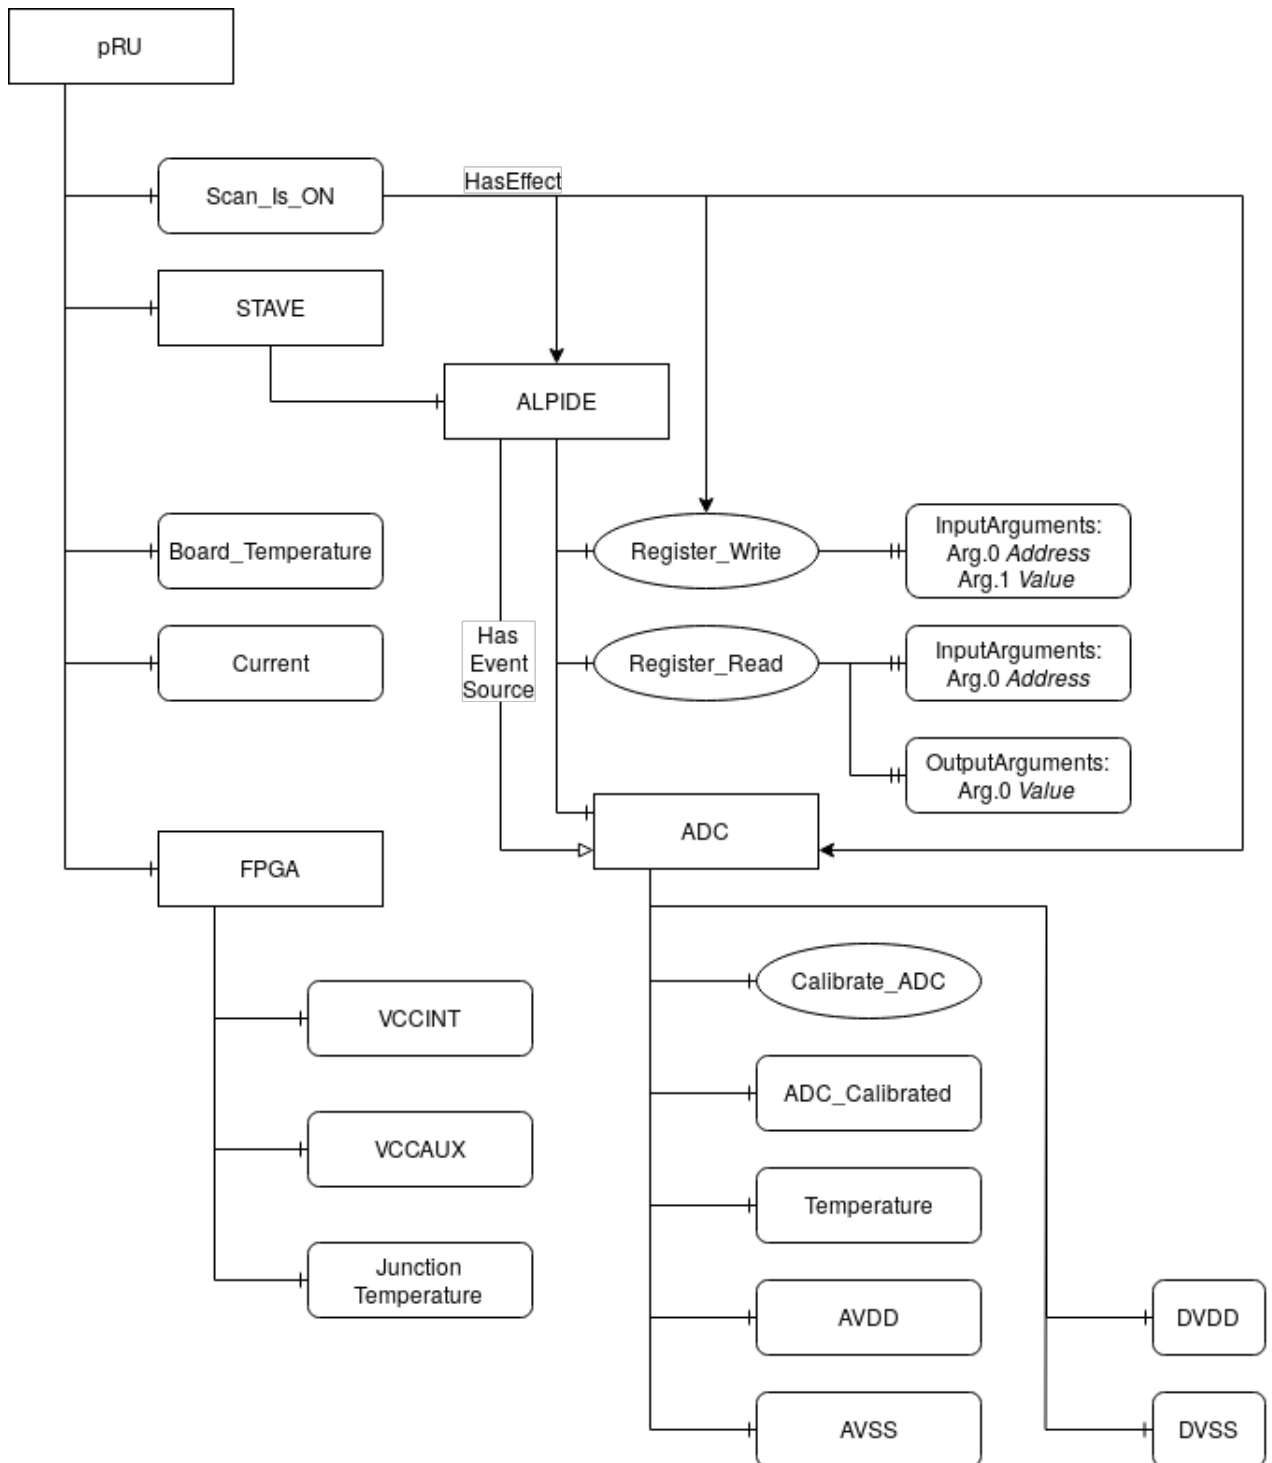 pRU
HasEffect
Scan_Is_ON
STAVE
ALPIDE
Board_Temperature
Register_Write
InputArguments:
Arg.0 Address
Arg.1 Value
Current
Has
Event
Source
Register_Read
InputArguments:
Arg.0 Address
OutputArguments:
Arg.0 Value
ADC
FPGA
Calibrate_ADC
VCCINT
ADC_Calibrated
VCCAUX
Temperature
Junction
Temperature
AVDD
DVDD
AVSS
DVSS